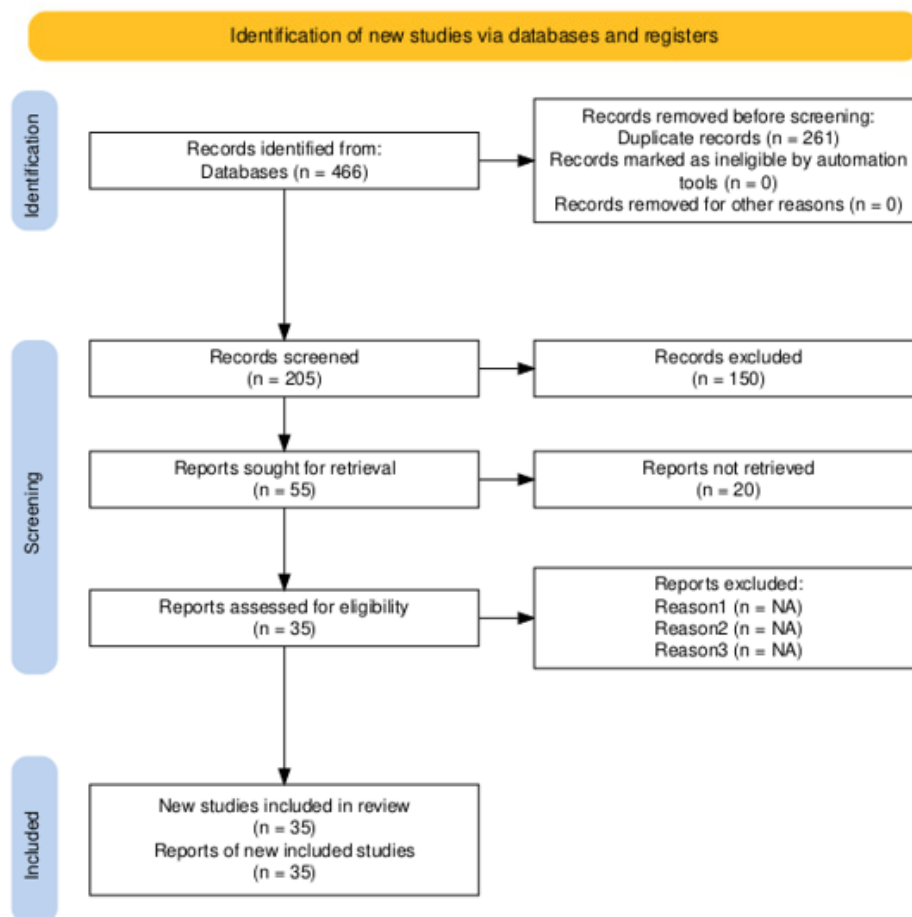 Identification of new studies via databases and registers
Identification
Records identified from:
Databases (n = 466)
Records removed before screening:
Duplicate records (n = 261)
Records marked as ineligible by automation
tools (n = 0)
Records removed for other reasons (n = 0)
Screening
Records screened
(n = 205)
Records excluded
(n = 150)
Reports sought for retrieval
(n = 55)
Reports not retrieved
(n = 20)
Reports assessed for eligibility
(n = 35)
Reports excluded:
Reason1 (n = NA)
Reason2 (n = NA)
Reason3 (n = NA)
Included
New studies included in review
(n = 35)
Reports of new included studies
(n = 35)